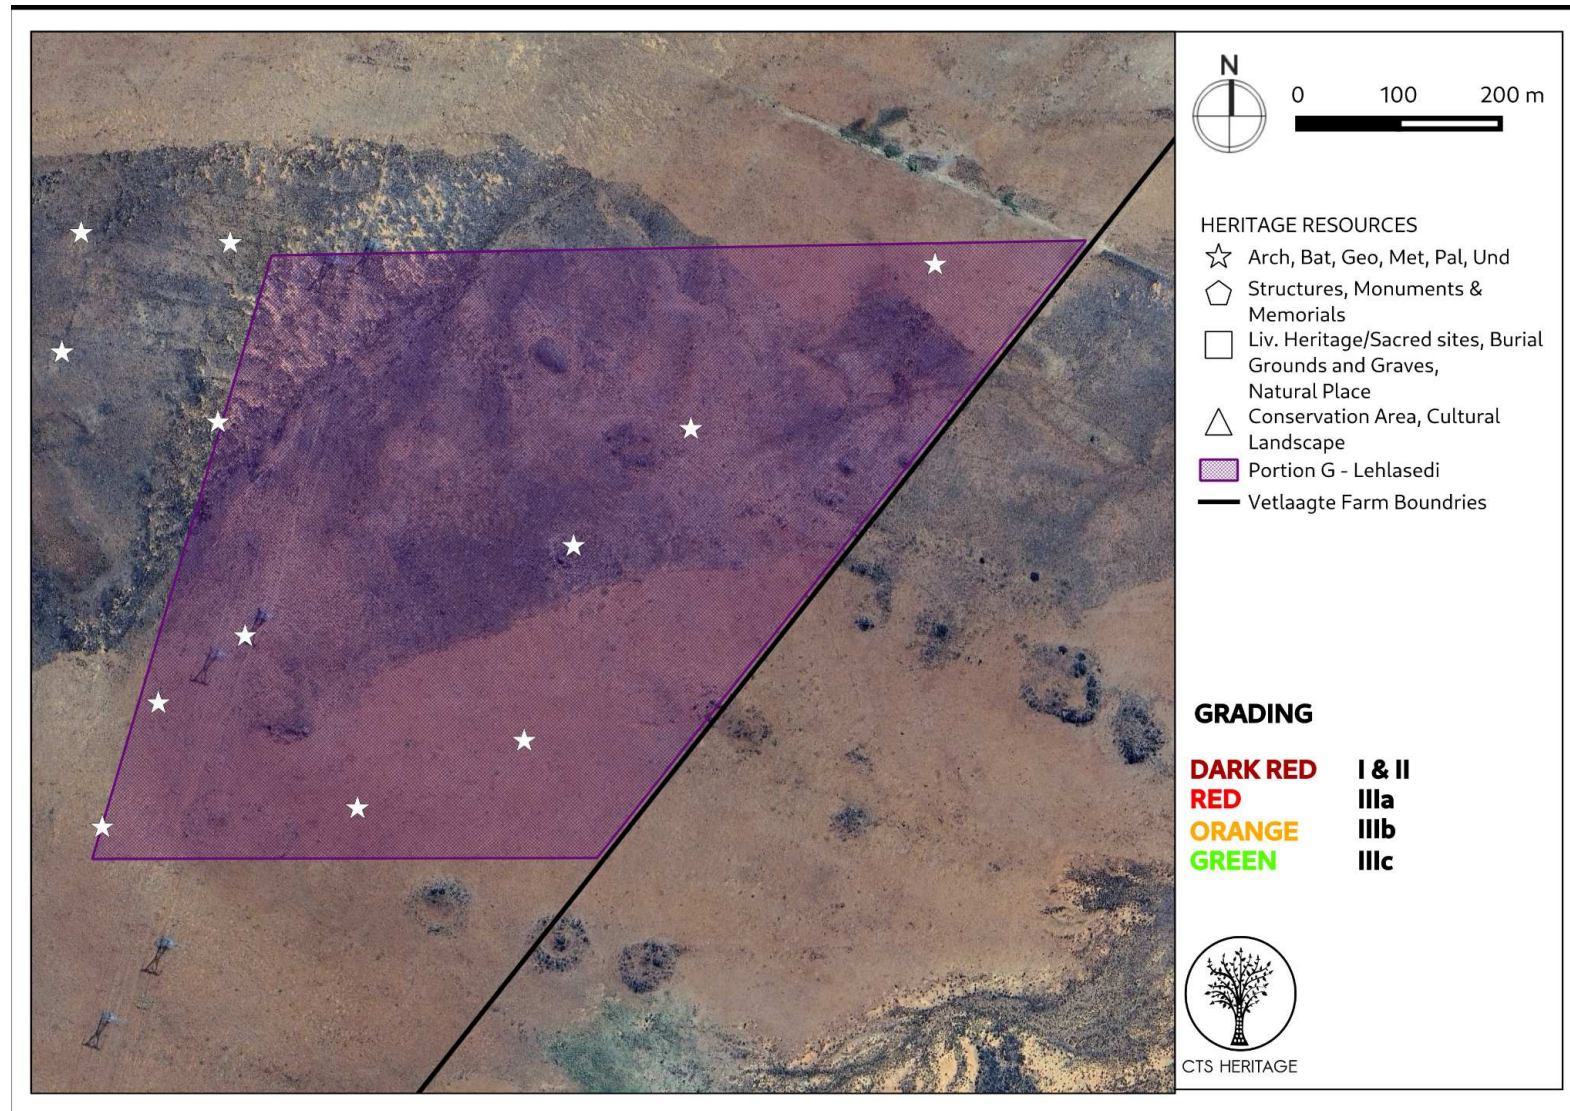 N
0 100 200 m
HERITAGE RESOURCES
Arch, Bat, Geo, Met, Pal, Und
Structures, Monuments &
Memorials
Liv. Heritage/Sacred sites, Burial
Grounds and Graves,
Natural Place
Conservation Area, Cultural
Landscape
Portion G - Lehlasedi
Vetlaagte Farm Boundries
GRADING
DARK RED I & II
RED IIIa
ORANGE IIIb
GREEN IIIc
CTS HERITAGE